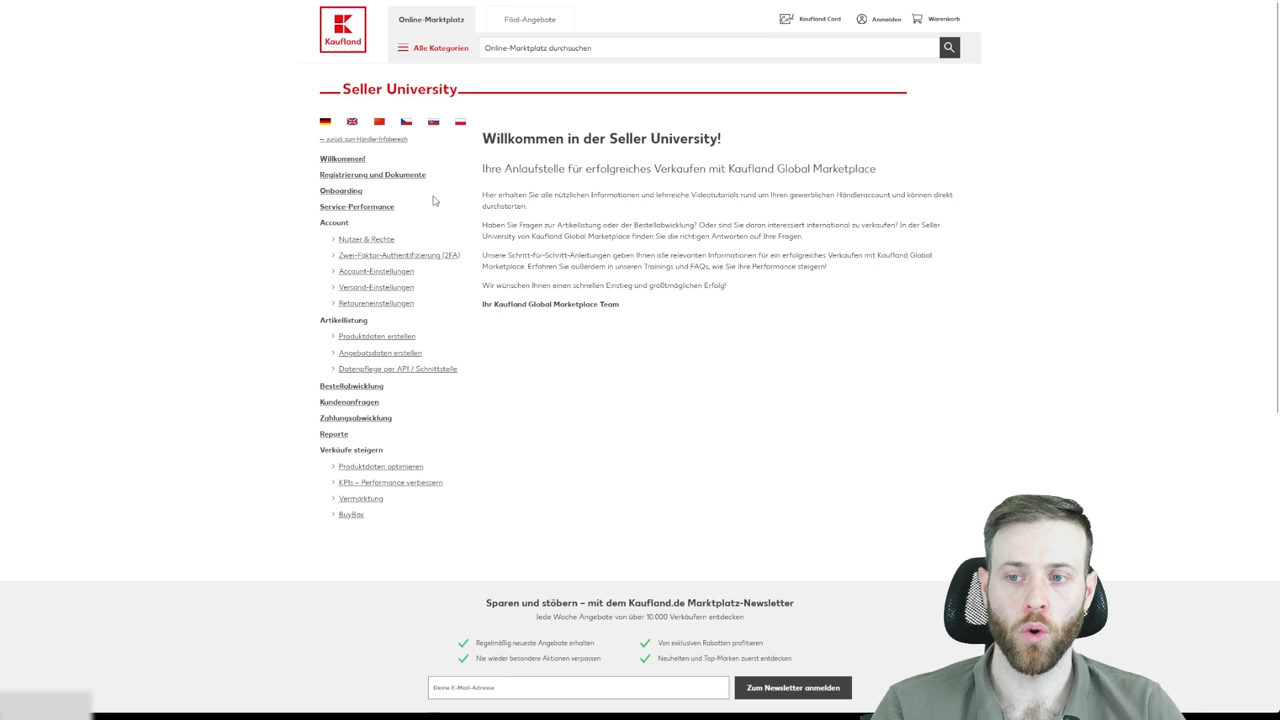 Kaufland
Online-Marktplatz
Filial-Angebote
Kaufland Card
Anmelden
Warenkorb
Alle Kategorien
Online-Marktplatz durchsuchen
Seller University
← zurück zum Händler-Infobereich
Willkommen!
Registrierung und Dokumente
Onboarding
Service-Performance
Account
Nutzer & Rechte
Zwei-Faktor-Authentifizierung (2FA)
Account-Einstellungen
Versand-Einstellungen
Retoureneinstellungen
Artikellistung
Produktdaten erstellen
Angebotsdaten erstellen
Datenpflege per API / Schnittstelle
Bestellabwicklung
Kundenanfragen
Zahlungsabwicklung
Reporte
Verkäufe steigern
Produktdaten optimieren
KPIs – Performance verbessern
Vermarktung
BuyBox
Willkommen in der Seller University!
Ihre Anlaufstelle für erfolgreiches Verkaufen mit Kaufland Global Marketplace
Hier erhalten Sie alle nützlichen Informationen und lehrreiche Videotutorials rund um Ihren gewerblichen Händleraccount und können direkt
durchstarten.
Haben Sie Fragen zur Artikellistung oder der Bestellabwicklung? Oder sind Sie daran interessiert international zu verkaufen? In der Seller
University von Kaufland Global Marketplace finden Sie die richtigen Antworten auf Ihre Fragen.
Unsere Schritt-für-Schritt-Anleitungen geben Ihnen alle relevanten Informationen für ein erfolgreiches Verkaufen mit Kaufland Global
Marketplace. Erfahren Sie außerdem in unseren Trainings und FAQs, wie Sie Ihre Performance steigern!
Wir wünschen Ihnen einen schnellen Einstieg und größtmöglichen Erfolg!
Ihr Kaufland Global Marketplace Team
Sparen und stöbern – mit dem Kaufland.de Marktplatz-Newsletter
Jede Woche Angebote von über 10.000 Verkäufern entdecken
Regelmäßig neueste Angebote erhalten
Von exklusiven Rabatten profitieren
Nie wieder besondere Aktionen verpassen
Neuheiten und Top-Marken zuerst entdecken
Deine E-Mail-Adresse
Zum Newsletter anmelden